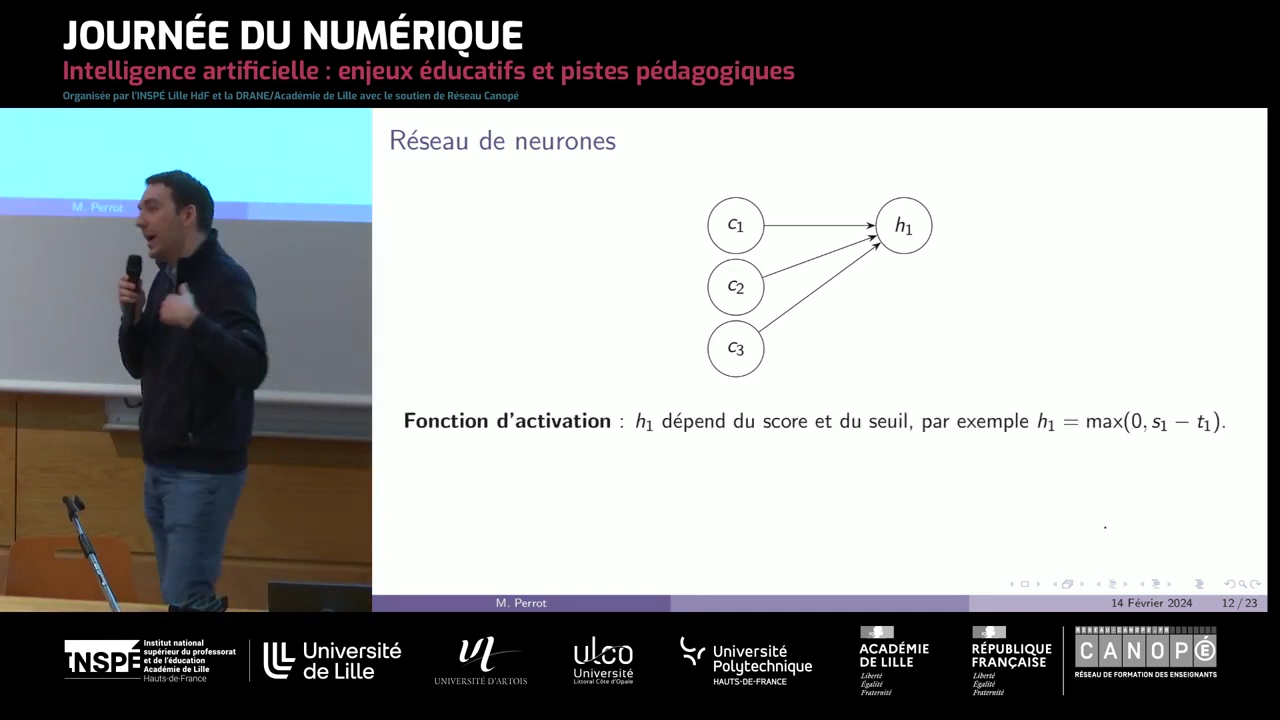 JOURNÉE DU NUMÉRIQUE
Intelligence artificielle : enjeux éducatifs et pistes pédagogiques
Organisée par l'INSPÉ Lille HdF et la DRANE/Académie de Lille avec le soutien de Réseau Canopé
M. Perrot
Réseau de neurones
c1
h1
c2
c3
Fonction d'activation : h1 dépend du score et du seuil, par exemple h1 = max(0, s1 − t1).
M. Perrot
14 Février 2024
12 / 23
INSPÉ
Institut national
supérieur du professorat
et de l'éducation
Académie de Lille
Hauts-de-France
Université
de Lille
UNIVERSITÉ D'ARTOIS
ulco
Université
Littoral Côte d'Opale
Université
Polytechnique
HAUTS-DE-FRANCE
ACADÉMIE
DE LILLE
Liberté
Égalité
Fraternité
RÉPUBLIQUE
FRANÇAISE
Liberté
Égalité
Fraternité
RESEAU-CANOPE.FR
CANOPÉ
RÉSEAU DE FORMATION DES ENSEIGNANTS